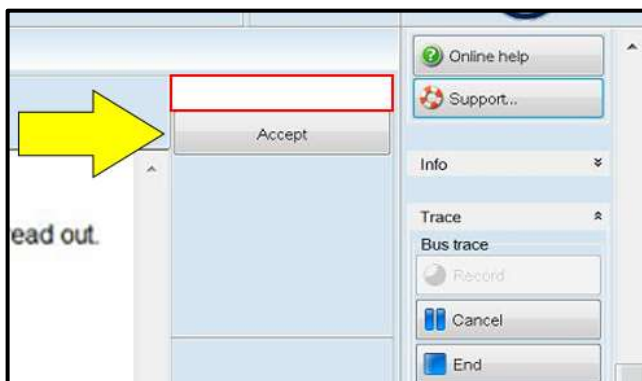 Online help
Support...
Accept
Info
ead out.
Trace
Bus trace
Record
Cancel
End